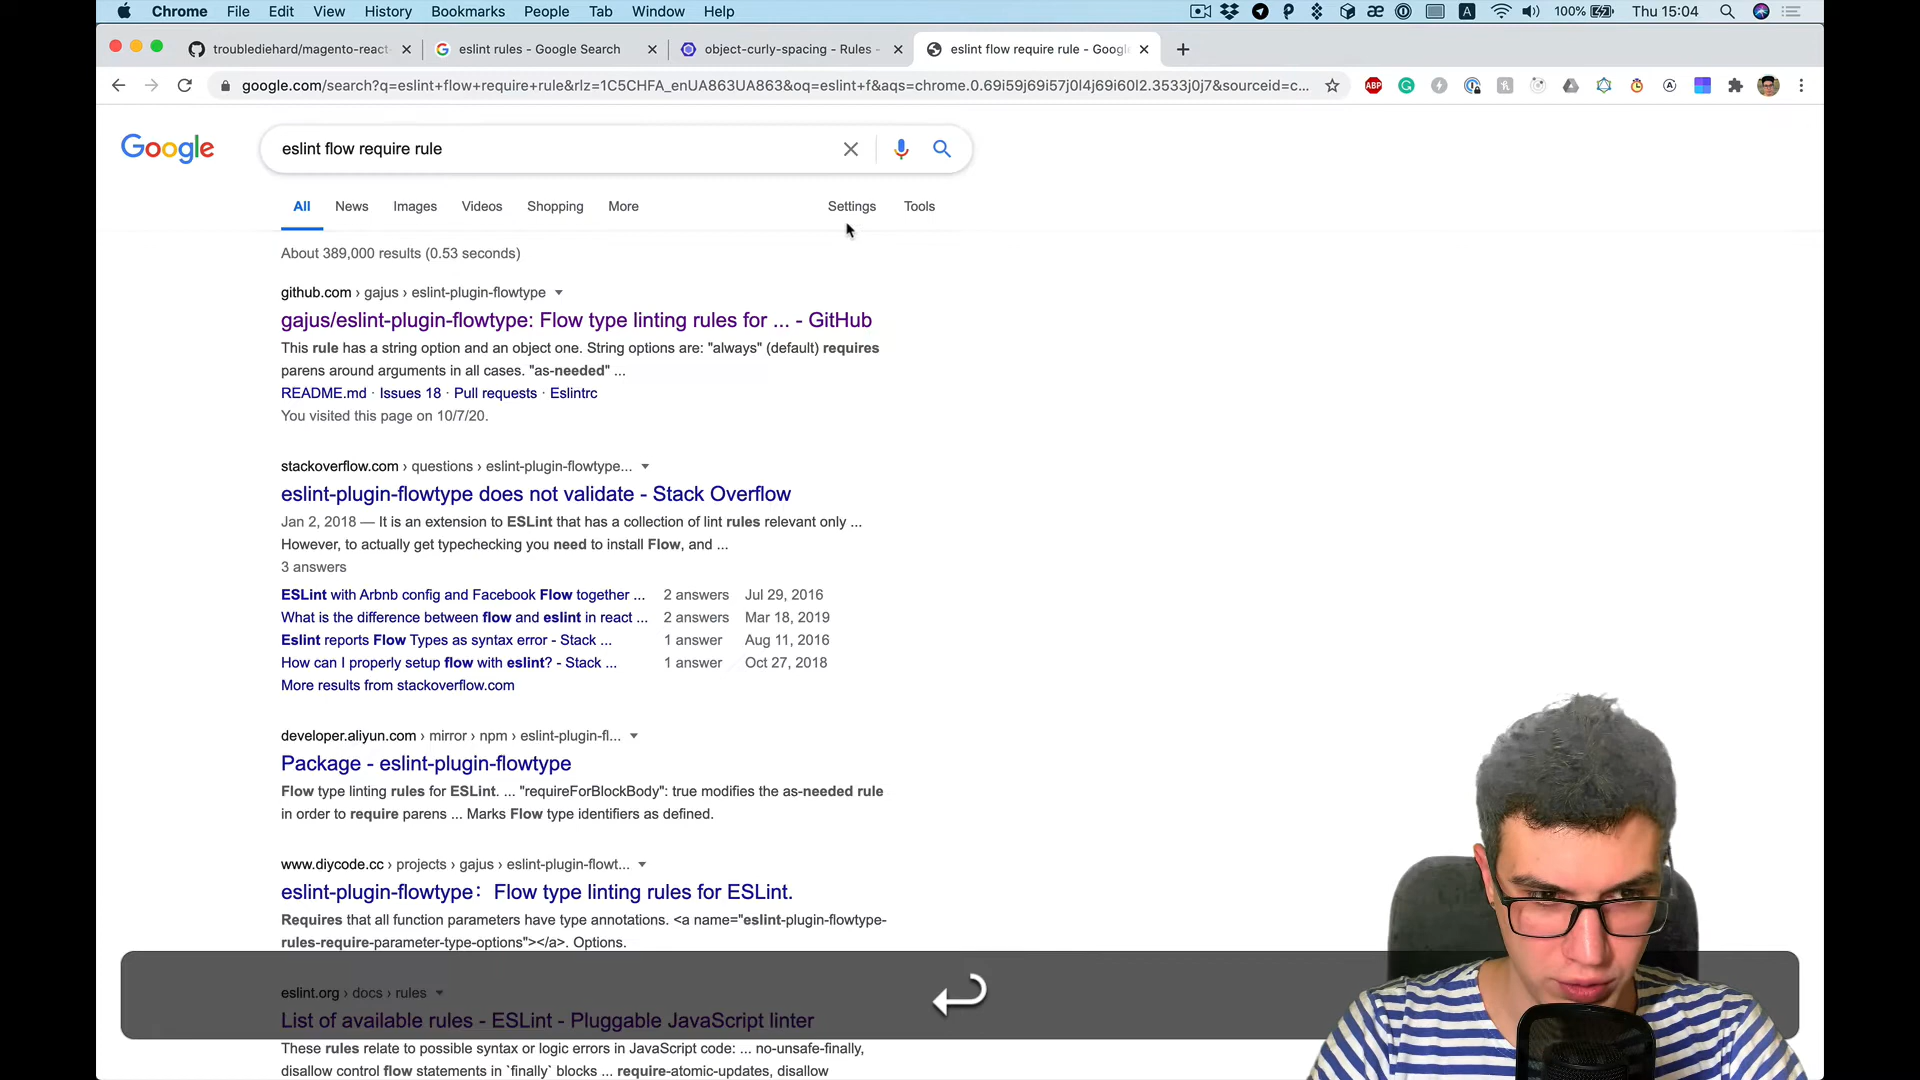 Chrome File Edit View History Bookmarks People Tab Window Help 100% Thu 15:04
troublediehard/magento-react eslint rules - Google Search object-curly-spacing - Rules - eslint flow require rule - Googl
google.com/search?q=eslint+flow+require+rule&rlz=1C5CHFA_enUA863UA863&oq=eslint+f&aqs=chrome.0.69i59j69i57j0l4j69i60l2.3533j0j7&sourceid=c...
Google eslint flow require rule
All News Images Videos Shopping More Settings Tools
About 389,000 results (0.53 seconds)
github.com › gajus › eslint-plugin-flowtype
gajus/eslint-plugin-flowtype: Flow type linting rules for ... - GitHub
This rule has a string option and an object one. String options are: "always" (default) requires
parens around arguments in all cases. "as-needed" ...
README.md · Issues 18 · Pull requests · Eslintrc
You visited this page on 10/7/20.
stackoverflow.com › questions › eslint-plugin-flowtype...
eslint-plugin-flowtype does not validate - Stack Overflow
Jan 2, 2018 — It is an extension to ESLint that has a collection of lint rules relevant only ...
However, to actually get typechecking you need to install Flow, and ...
3 answers
ESLint with Arbnb config and Facebook Flow together ... 2 answers Jul 29, 2016
What is the difference between flow and eslint in react ... 2 answers Mar 18, 2019
Eslint reports Flow Types as syntax error - Stack ... 1 answer Aug 11, 2016
How can I properly setup flow with eslint? - Stack ... 1 answer Oct 27, 2018
More results from stackoverflow.com
developer.aliyun.com › mirror › npm › eslint-plugin-fl...
Package - eslint-plugin-flowtype
Flow type linting rules for ESLint. ... "requireForBlockBody": true modifies the as-needed rule
in order to require parens ... Marks Flow type identifiers as defined.
www.diycode.cc › projects › gajus › eslint-plugin-flowt...
eslint-plugin-flowtype：Flow type linting rules for ESLint.
Requires that all function parameters have type annotations. <a name="eslint-plugin-flowtype-
rules-require-parameter-type-options"></a>. Options.
eslint.org › docs › rules
List of available rules - ESLint - Pluggable JavaScript linter
These rules relate to possible syntax or logic errors in JavaScript code: ... no-unsafe-finally,
disallow control flow statements in `finally` blocks ... require-atomic-updates, disallow